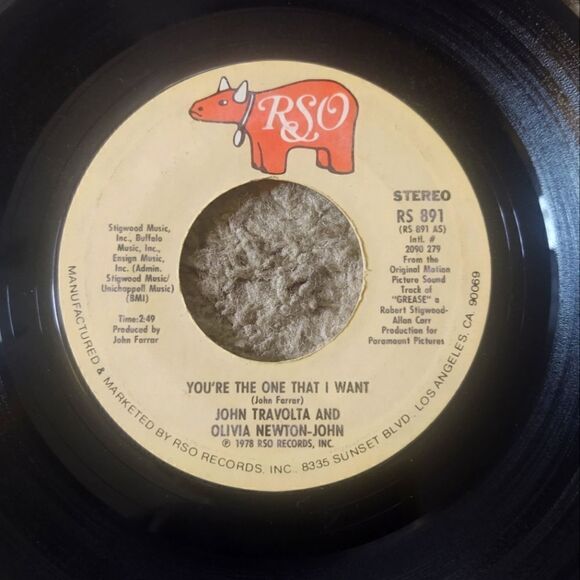 RSO
STEREO
RS 891
(RS 891 AS)
Intl. #
2090 279
From the
Original Motion
Picture Sound
Track of
"GREASE" a
Robert Stigwood-
Allan Carr
Production for
Paramount Pictures
Stigwood Music,
Inc., Buffalo
Music, Inc.,
Ensign Music,
Inc. (Admin.
Stigwood Music/
Unichappell Music)
(BMI)
Time: 2:49
Produced by
John Farrar
YOU'RE THE ONE THAT I WANT
(John Farrar)
JOHN TRAVOLTA AND
OLIVIA NEWTON-JOHN
℗ 1978 RSO RECORDS, INC.
MANUFACTURED & MARKETED BY RSO RECORDS, INC. 8335 SUNSET BLVD. LOS ANGELES, CA. 90069